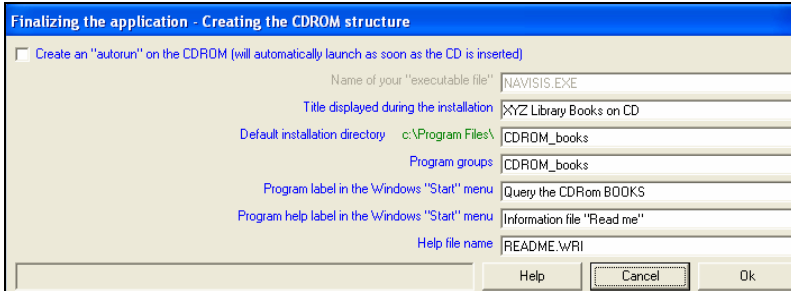 Finalizing the application - Creating the CDROM structure
Create an "autrun" on the CDROM (will automatically launch as soon as the CD is inserted)
Name of your "executable file" NAVISIS.EXE
Title displayed during the installation XYZ Library Books on CD
Default installation directory c:\Program Files\ CDROM_books
Program groups CDROM_books
Program label in the Windows "Start" menu Query the CDRom BOOKS
Program help label in the Windows "Start" menu Information file "Read me"
Help file name README.WRI
Help Cancel Ok